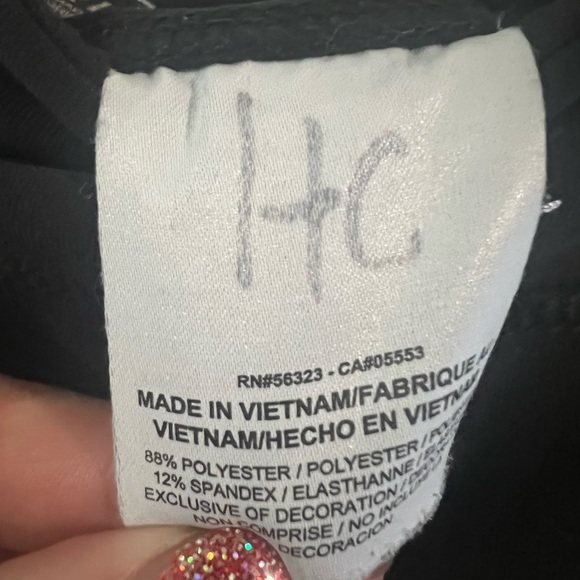 HC
RN#56323 - CA#05553
MADE IN VIETNAM/FABRIQUE AU
VIETNAM/HECHO EN VIETNAM
88% POLYESTER / POLYESTER /
12% SPANDEX / ELASTHANNE /
EXCLUSIVE OF DECORATION /
NON COMPRISE / NO
DECORACION